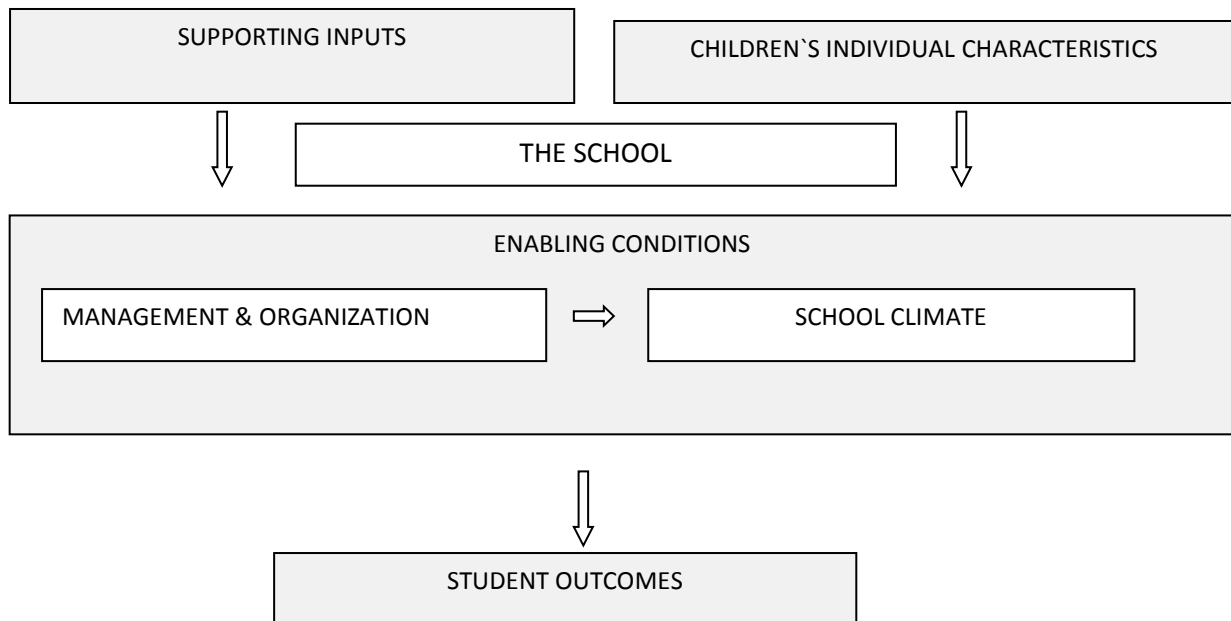 SUPPORTING INPUTS
CHILDREN`S INDIVIDUAL CHARACTERISTICS
THE SCHOOL
ENABLING CONDITIONS
MANAGEMENT & ORGANIZATION
SCHOOL CLIMATE
STUDENT OUTCOMES